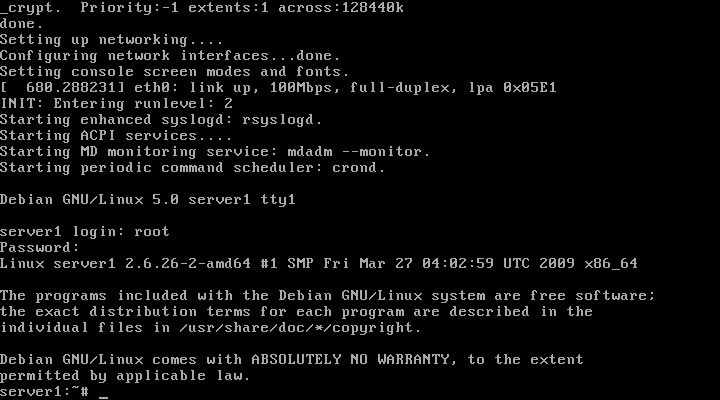 _crypt.  Priority:-1 extents:1 across:128440k
done.
Setting up networking....
Configuring network interfaces...done.
Setting console screen modes and fonts.
[  680.288231] eth0: link up, 100Mbps, full-duplex, lpa 0x05E1
INIT: Entering runlevel: 2
Starting enhanced syslogd: rsyslogd.
Starting ACPI services....
Starting MD monitoring service: mdadm --monitor.
Starting periodic command scheduler: crond.
Debian GNU/Linux 5.0 server1 tty1
server1 login: root
Password:
Linux server1 2.6.26-2-amd64 #1 SMP Fri Mar 27 04:02:59 UTC 2009 x86_64
The programs included with the Debian GNU/Linux system are free software;
the exact distribution terms for each program are described in the
individual files in /usr/share/doc/*/copyright.
Debian GNU/Linux comes with ABSOLUTELY NO WARRANTY, to the extent
permitted by applicable law.
server1:~# _